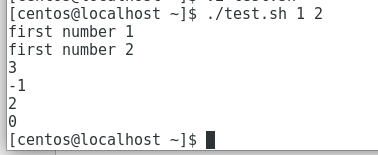 [centos@localhost ~]$ ./test.sh 1 2
first number 1
first number 2
3
-1
2
0
[centos@localhost ~]$